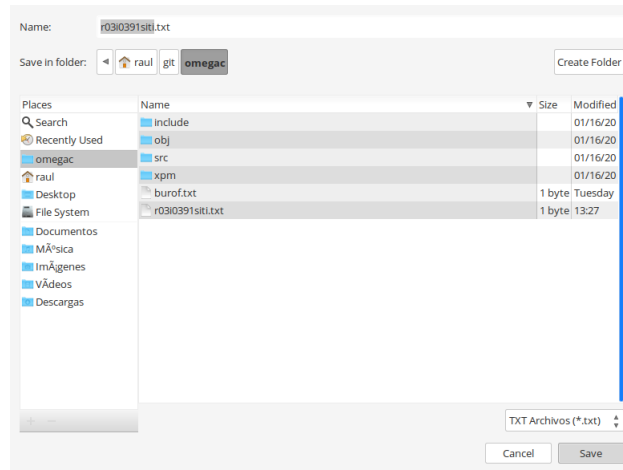 Name: r03i0391siti.txt
Save in folder: raul git omegac Create Folder
Places Name Size Modified
Search include 01/16/20
Recently Used obj 01/16/20
omegac src 01/16/20
raul xpm 01/16/20
Desktop burof.txt 1 byte Tuesday
File System r03i0391siti.txt 1 byte 13:27
Documentos
MÃºsica
ImÃ¡genes
VÃ­deos
Descargas
TXT Archivos (*.txt)
Cancel Save